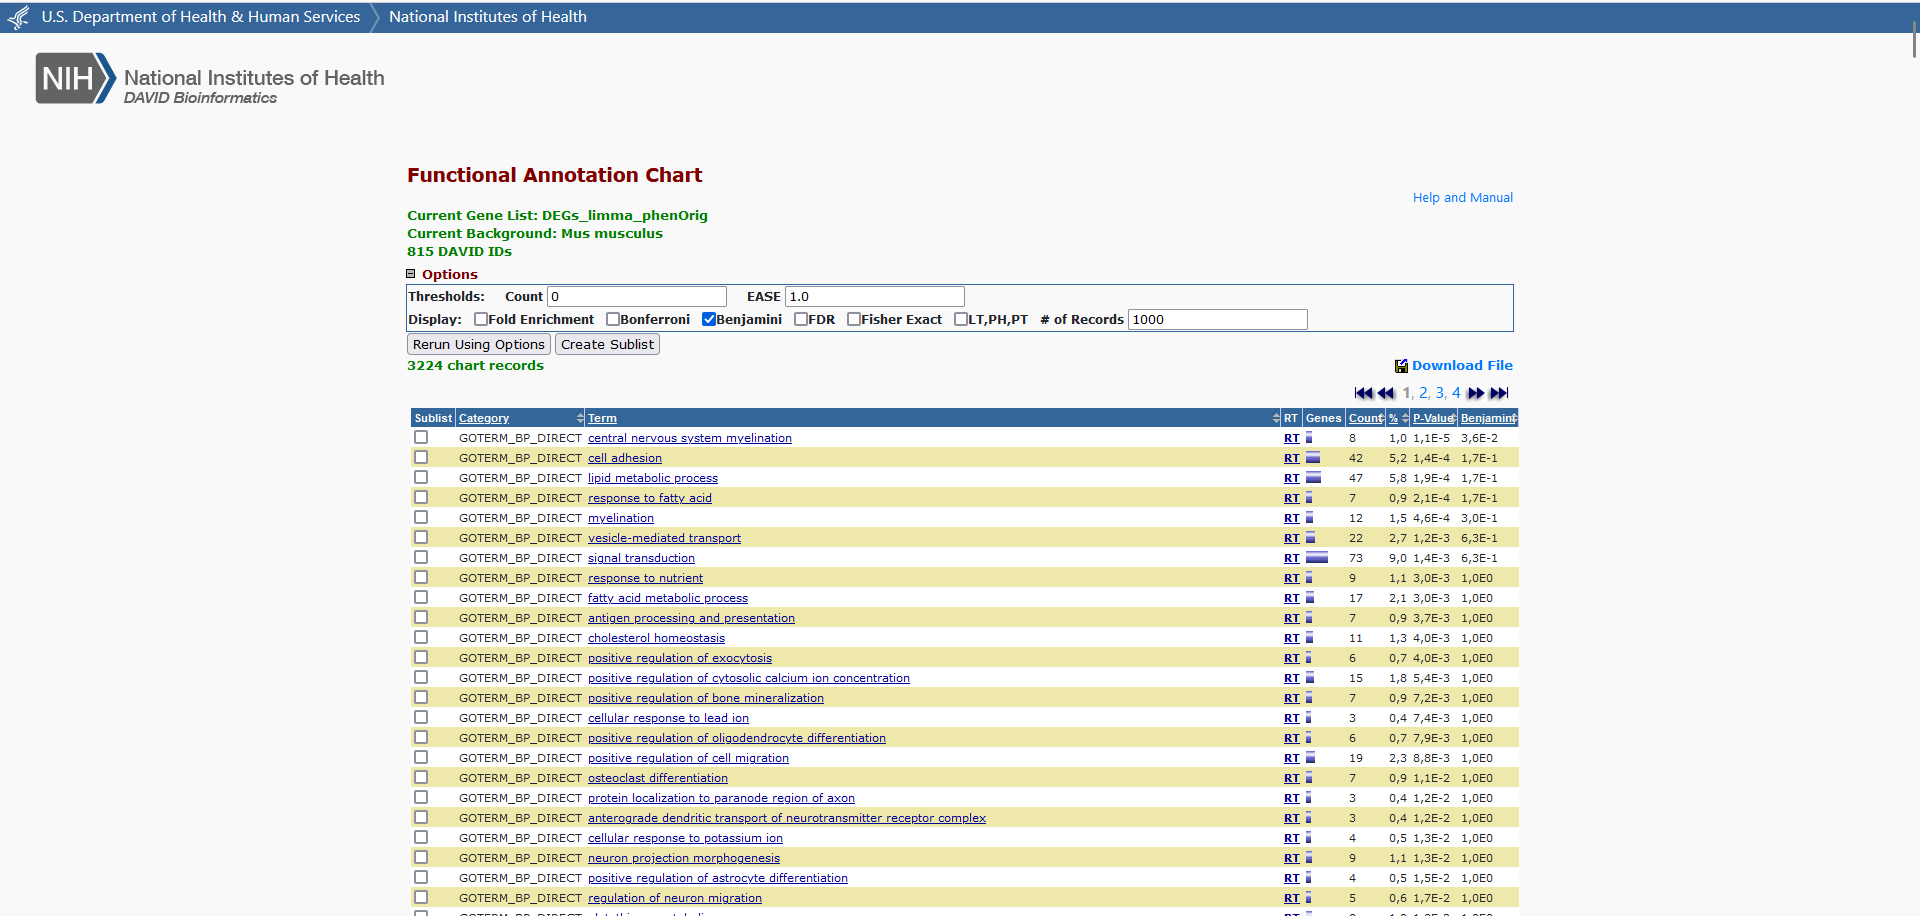 U.S. Department of Health & Human Services National Institutes of Health
NIH National Institutes of Health
DAVID Bioinformatics
Functional Annotation Chart
Help and Manual
Current Gene List: DEGs_limma_phenOrig
Current Background: Mus musculus
815 DAVID IDs
Options
Thresholds: Count 0 EASE 1.0
Display: Fold Enrichment Bonferroni Benjamini FDR Fisher Exact LT,PH,PT # of Records 1000
Rerun Using Options Create Sublist
3224 chart records
Download File
1, 2, 3, 4
Sublist Category Term RT Genes Count % P-Value Benjamini
GOTERM_BP_DIRECT central nervous system myelination RT 8 1,0 1,1E-5 3,6E-2
GOTERM_BP_DIRECT cell adhesion RT 42 5,2 1,4E-4 1,7E-1
GOTERM_BP_DIRECT lipid metabolic process RT 47 5,8 1,9E-4 1,7E-1
GOTERM_BP_DIRECT response to fatty acid RT 7 0,9 2,1E-4 1,7E-1
GOTERM_BP_DIRECT myelination RT 12 1,5 4,6E-4 3,0E-1
GOTERM_BP_DIRECT vesicle-mediated transport RT 22 2,7 1,2E-3 6,3E-1
GOTERM_BP_DIRECT signal transduction RT 73 9,0 1,4E-3 6,3E-1
GOTERM_BP_DIRECT response to nutrient RT 9 1,1 3,0E-3 1,0E0
GOTERM_BP_DIRECT fatty acid metabolic process RT 17 2,1 3,0E-3 1,0E0
GOTERM_BP_DIRECT antigen processing and presentation RT 7 0,9 3,7E-3 1,0E0
GOTERM_BP_DIRECT cholesterol homeostasis RT 11 1,3 4,0E-3 1,0E0
GOTERM_BP_DIRECT positive regulation of exocytosis RT 6 0,7 4,0E-3 1,0E0
GOTERM_BP_DIRECT positive regulation of cytosolic calcium ion concentration RT 15 1,8 5,4E-3 1,0E0
GOTERM_BP_DIRECT positive regulation of bone mineralization RT 7 0,9 7,2E-3 1,0E0
GOTERM_BP_DIRECT cellular response to lead ion RT 3 0,4 7,4E-3 1,0E0
GOTERM_BP_DIRECT positive regulation of oligodendrocyte differentiation RT 6 0,7 7,9E-3 1,0E0
GOTERM_BP_DIRECT positive regulation of cell migration RT 19 2,3 8,8E-3 1,0E0
GOTERM_BP_DIRECT osteoclast differentiation RT 7 0,9 1,1E-2 1,0E0
GOTERM_BP_DIRECT protein localization to paranode region of axon RT 3 0,4 1,2E-2 1,0E0
GOTERM_BP_DIRECT anterograde dendritic transport of neurotransmitter receptor complex RT 3 0,4 1,2E-2 1,0E0
GOTERM_BP_DIRECT cellular response to potassium ion RT 4 0,5 1,3E-2 1,0E0
GOTERM_BP_DIRECT neuron projection morphogenesis RT 9 1,1 1,3E-2 1,0E0
GOTERM_BP_DIRECT positive regulation of astrocyte differentiation RT 4 0,5 1,5E-2 1,0E0
GOTERM_BP_DIRECT regulation of neuron migration RT 5 0,6 1,7E-2 1,0E0